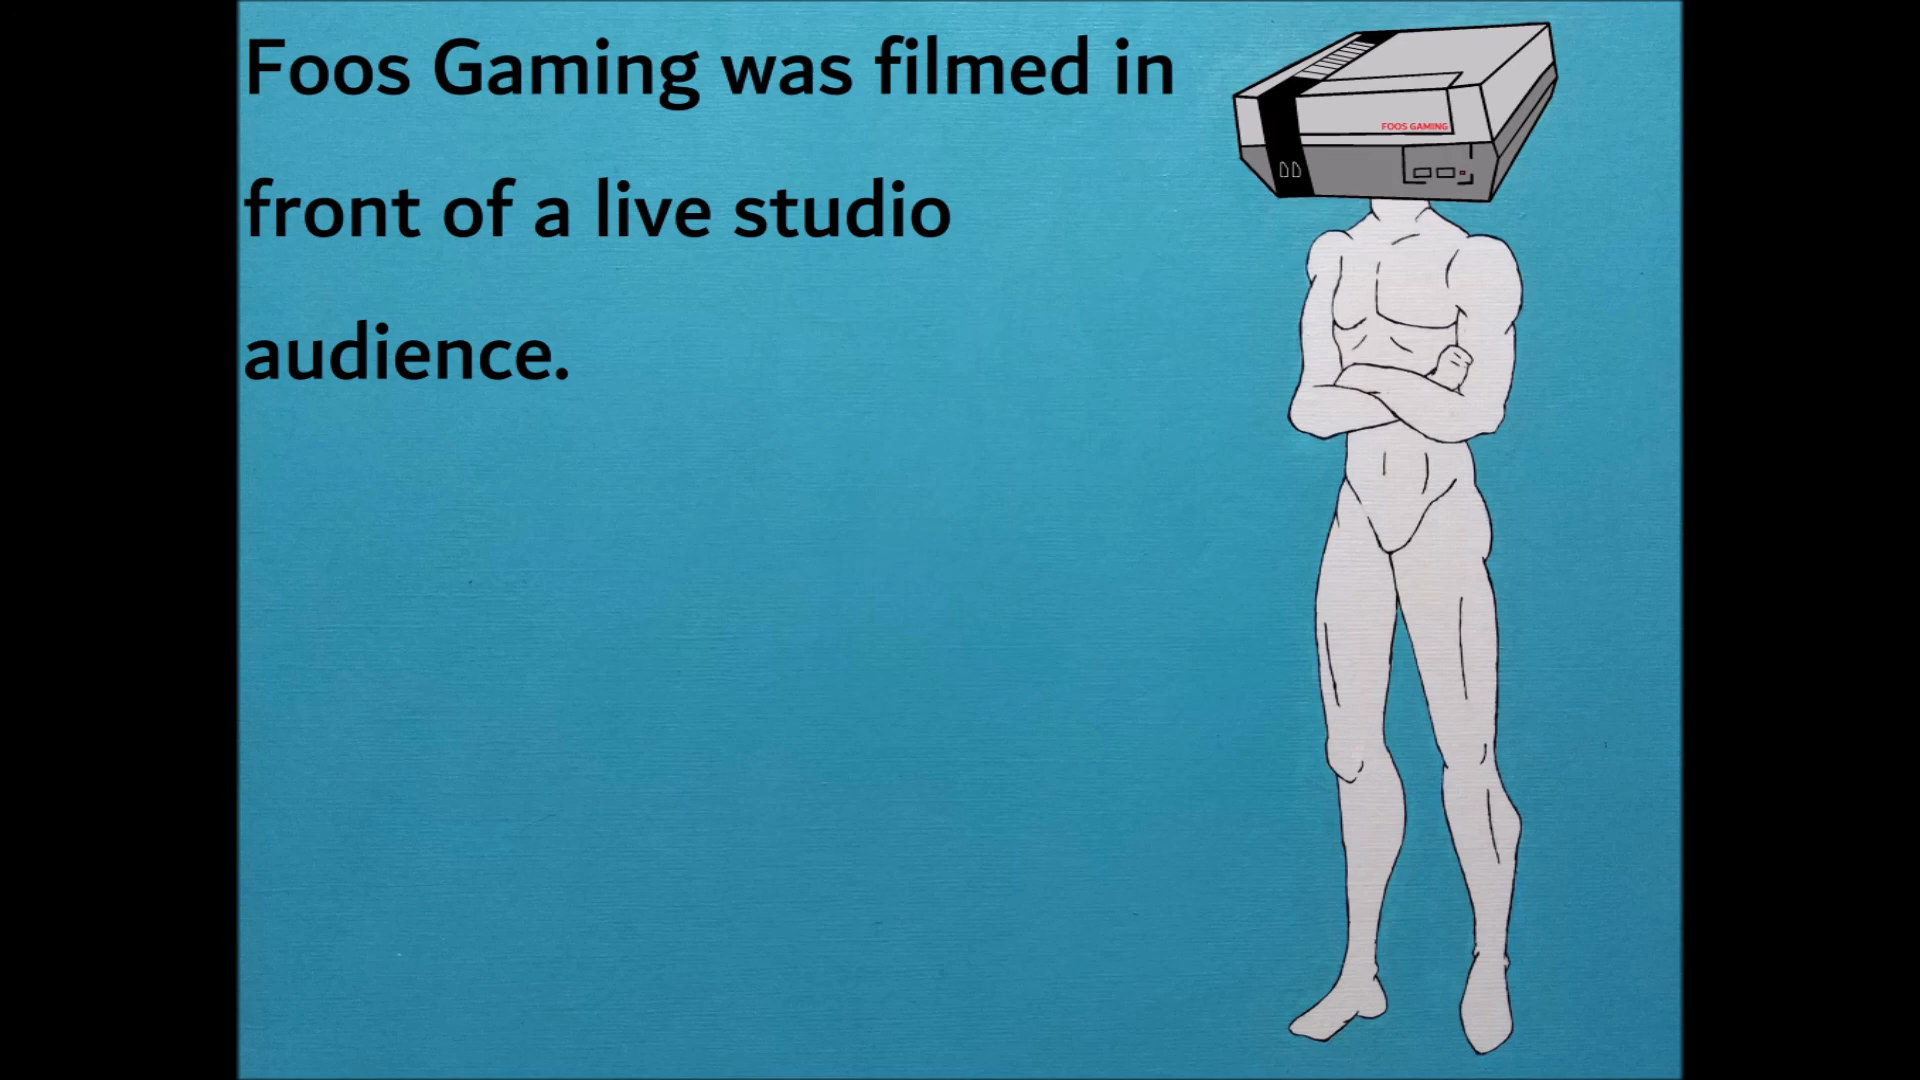 Foos Gaming was filmed in
front of a live studio
audience.
FOOS GAMING